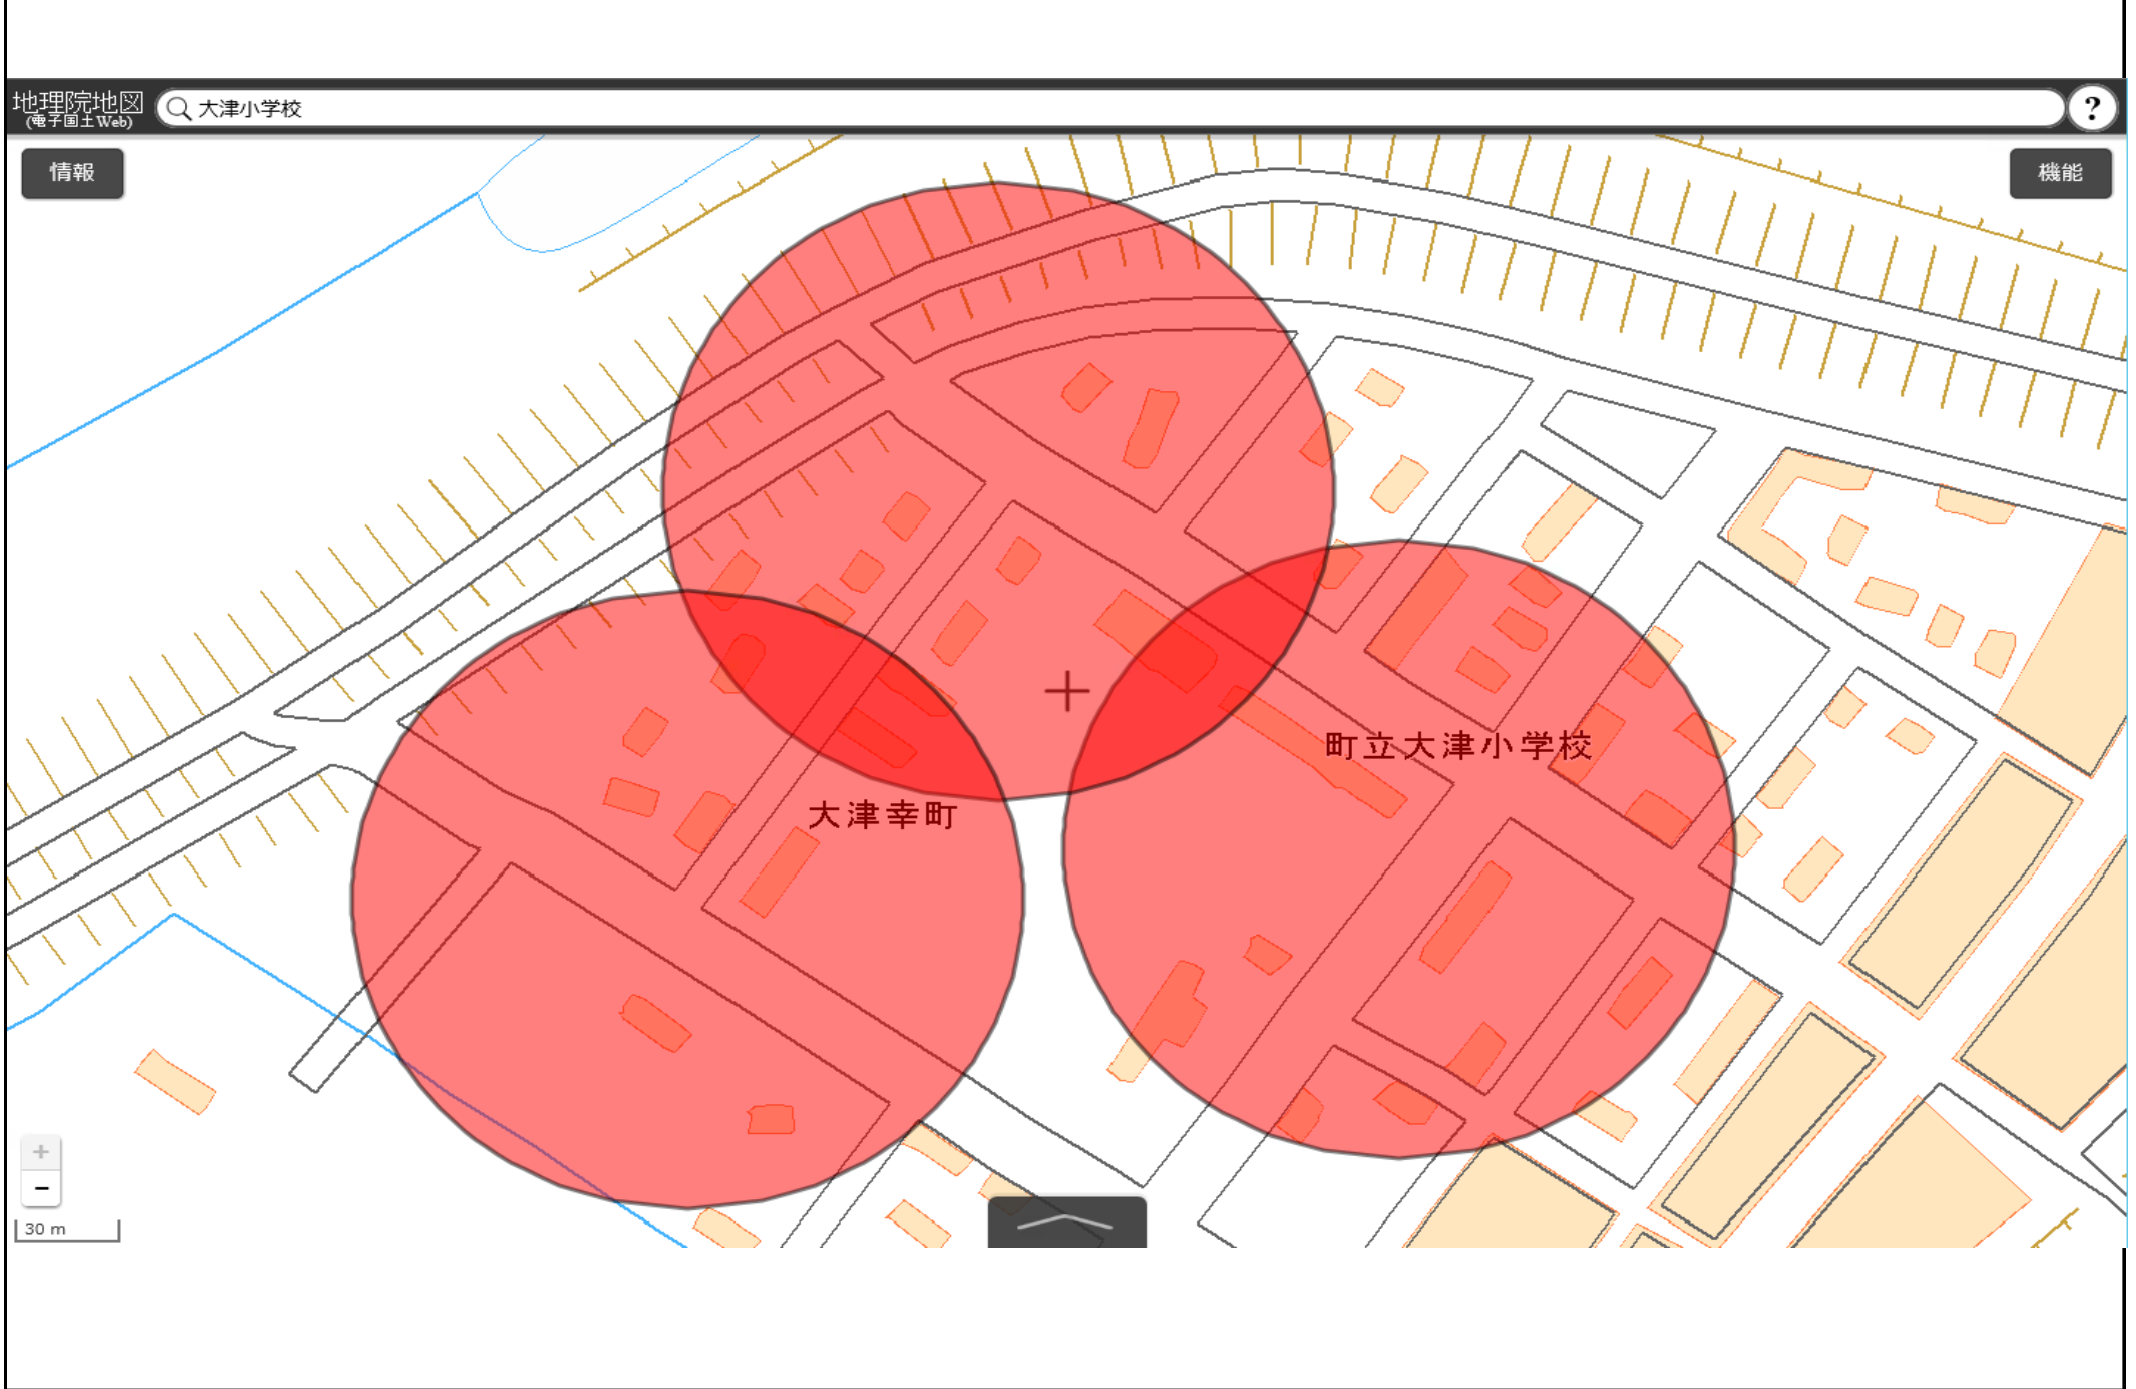 地理院地図
(電子国土Web)
大津小学校
?
情報
機能
町立大津小学校
大津幸町
+
−
30 m